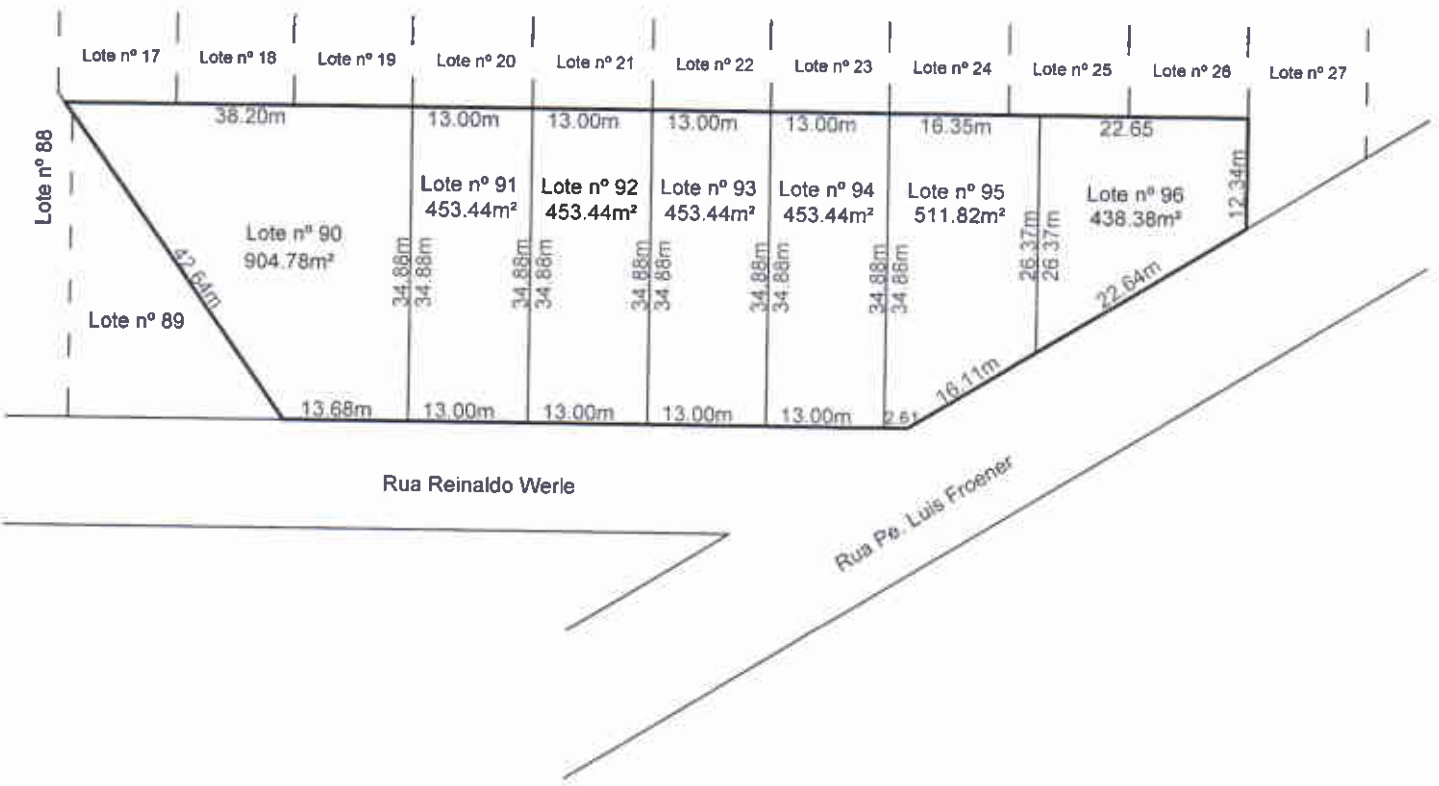 Lote nº 17
Lote nº 18
Lote nº 19
Lote nº 20
Lote nº 21
Lote nº 22
Lote nº 23
Lote nº 24
Lote nº 25
Lote nº 26
Lote nº 27
38.20m
13.00m
13.00m
13.00m
13.00m
16.35m
22.65
Lote nº 88
12.34m
Lote nº 90
904.78m²
Lote nº 91
453.44m²
Lote nº 92
453.44m²
Lote nº 93
453.44m²
Lote nº 94
453.44m²
Lote nº 95
511.82m²
Lote nº 96
438.38m²
42.64m
34.88m
34.88m
34.88m
34.88m
34.88m
34.88m
34.88m
34.88m
34.88m
34.86m
26.37m
26.37m
22.64m
Lote nº 89
16.11m
13.68m
13.00m
13.00m
13.00m
13.00m
2.61
Rua Reinaldo Werle
Rua Pe. Luis Froener